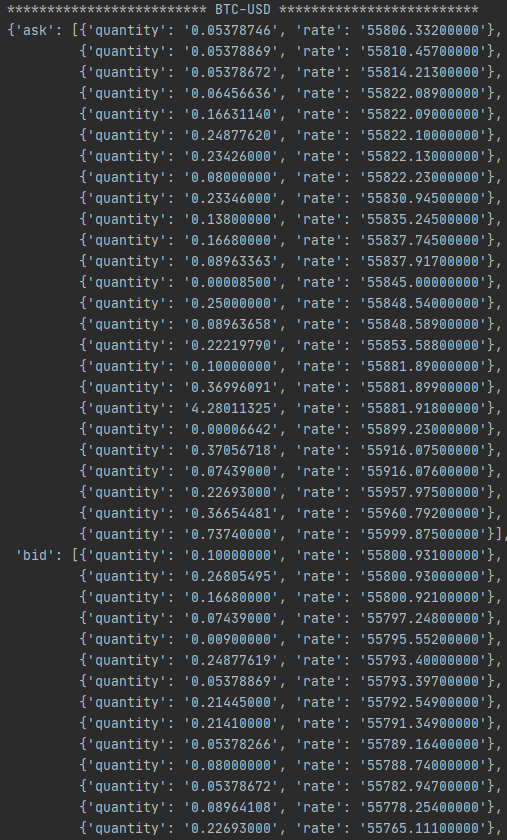 ************************* BTC-USD *************************
{'ask': [{'quantity': '0.05378746', 'rate': '55806.33200000'},
{'quantity': '0.05378869', 'rate': '55810.45700000'},
{'quantity': '0.05378672', 'rate': '55814.21300000'},
{'quantity': '0.06456636', 'rate': '55822.08900000'},
{'quantity': '0.16631140', 'rate': '55822.09000000'},
{'quantity': '0.24877620', 'rate': '55822.10000000'},
{'quantity': '0.23426000', 'rate': '55822.13000000'},
{'quantity': '0.08000000', 'rate': '55822.23000000'},
{'quantity': '0.23346000', 'rate': '55830.94500000'},
{'quantity': '0.13800000', 'rate': '55835.24500000'},
{'quantity': '0.16680000', 'rate': '55837.74500000'},
{'quantity': '0.08963363', 'rate': '55837.91700000'},
{'quantity': '0.00008500', 'rate': '55845.00000000'},
{'quantity': '0.25000000', 'rate': '55848.54000000'},
{'quantity': '0.08963658', 'rate': '55848.58900000'},
{'quantity': '0.22219790', 'rate': '55853.58800000'},
{'quantity': '0.10000000', 'rate': '55881.89000000'},
{'quantity': '0.36996091', 'rate': '55881.89900000'},
{'quantity': '4.28011325', 'rate': '55881.91800000'},
{'quantity': '0.00006642', 'rate': '55899.23000000'},
{'quantity': '0.37056718', 'rate': '55916.07500000'},
{'quantity': '0.07439000', 'rate': '55916.07600000'},
{'quantity': '0.22693000', 'rate': '55957.97500000'},
{'quantity': '0.36654481', 'rate': '55960.79200000'},
{'quantity': '0.73740000', 'rate': '55999.87500000'}],
'bid': [{'quantity': '0.10000000', 'rate': '55800.93100000'},
{'quantity': '0.26805495', 'rate': '55800.93000000'},
{'quantity': '0.16680000', 'rate': '55800.92100000'},
{'quantity': '0.07439000', 'rate': '55797.24800000'},
{'quantity': '0.00900000', 'rate': '55795.55200000'},
{'quantity': '0.24877619', 'rate': '55793.40000000'},
{'quantity': '0.05378869', 'rate': '55793.39700000'},
{'quantity': '0.21445000', 'rate': '55792.54900000'},
{'quantity': '0.21410000', 'rate': '55791.34900000'},
{'quantity': '0.05378266', 'rate': '55789.16400000'},
{'quantity': '0.08000000', 'rate': '55788.74000000'},
{'quantity': '0.05378672', 'rate': '55782.94700000'},
{'quantity': '0.08964108', 'rate': '55778.25400000'},
{'quantity': '0.22693000', 'rate': '55765.11100000'},